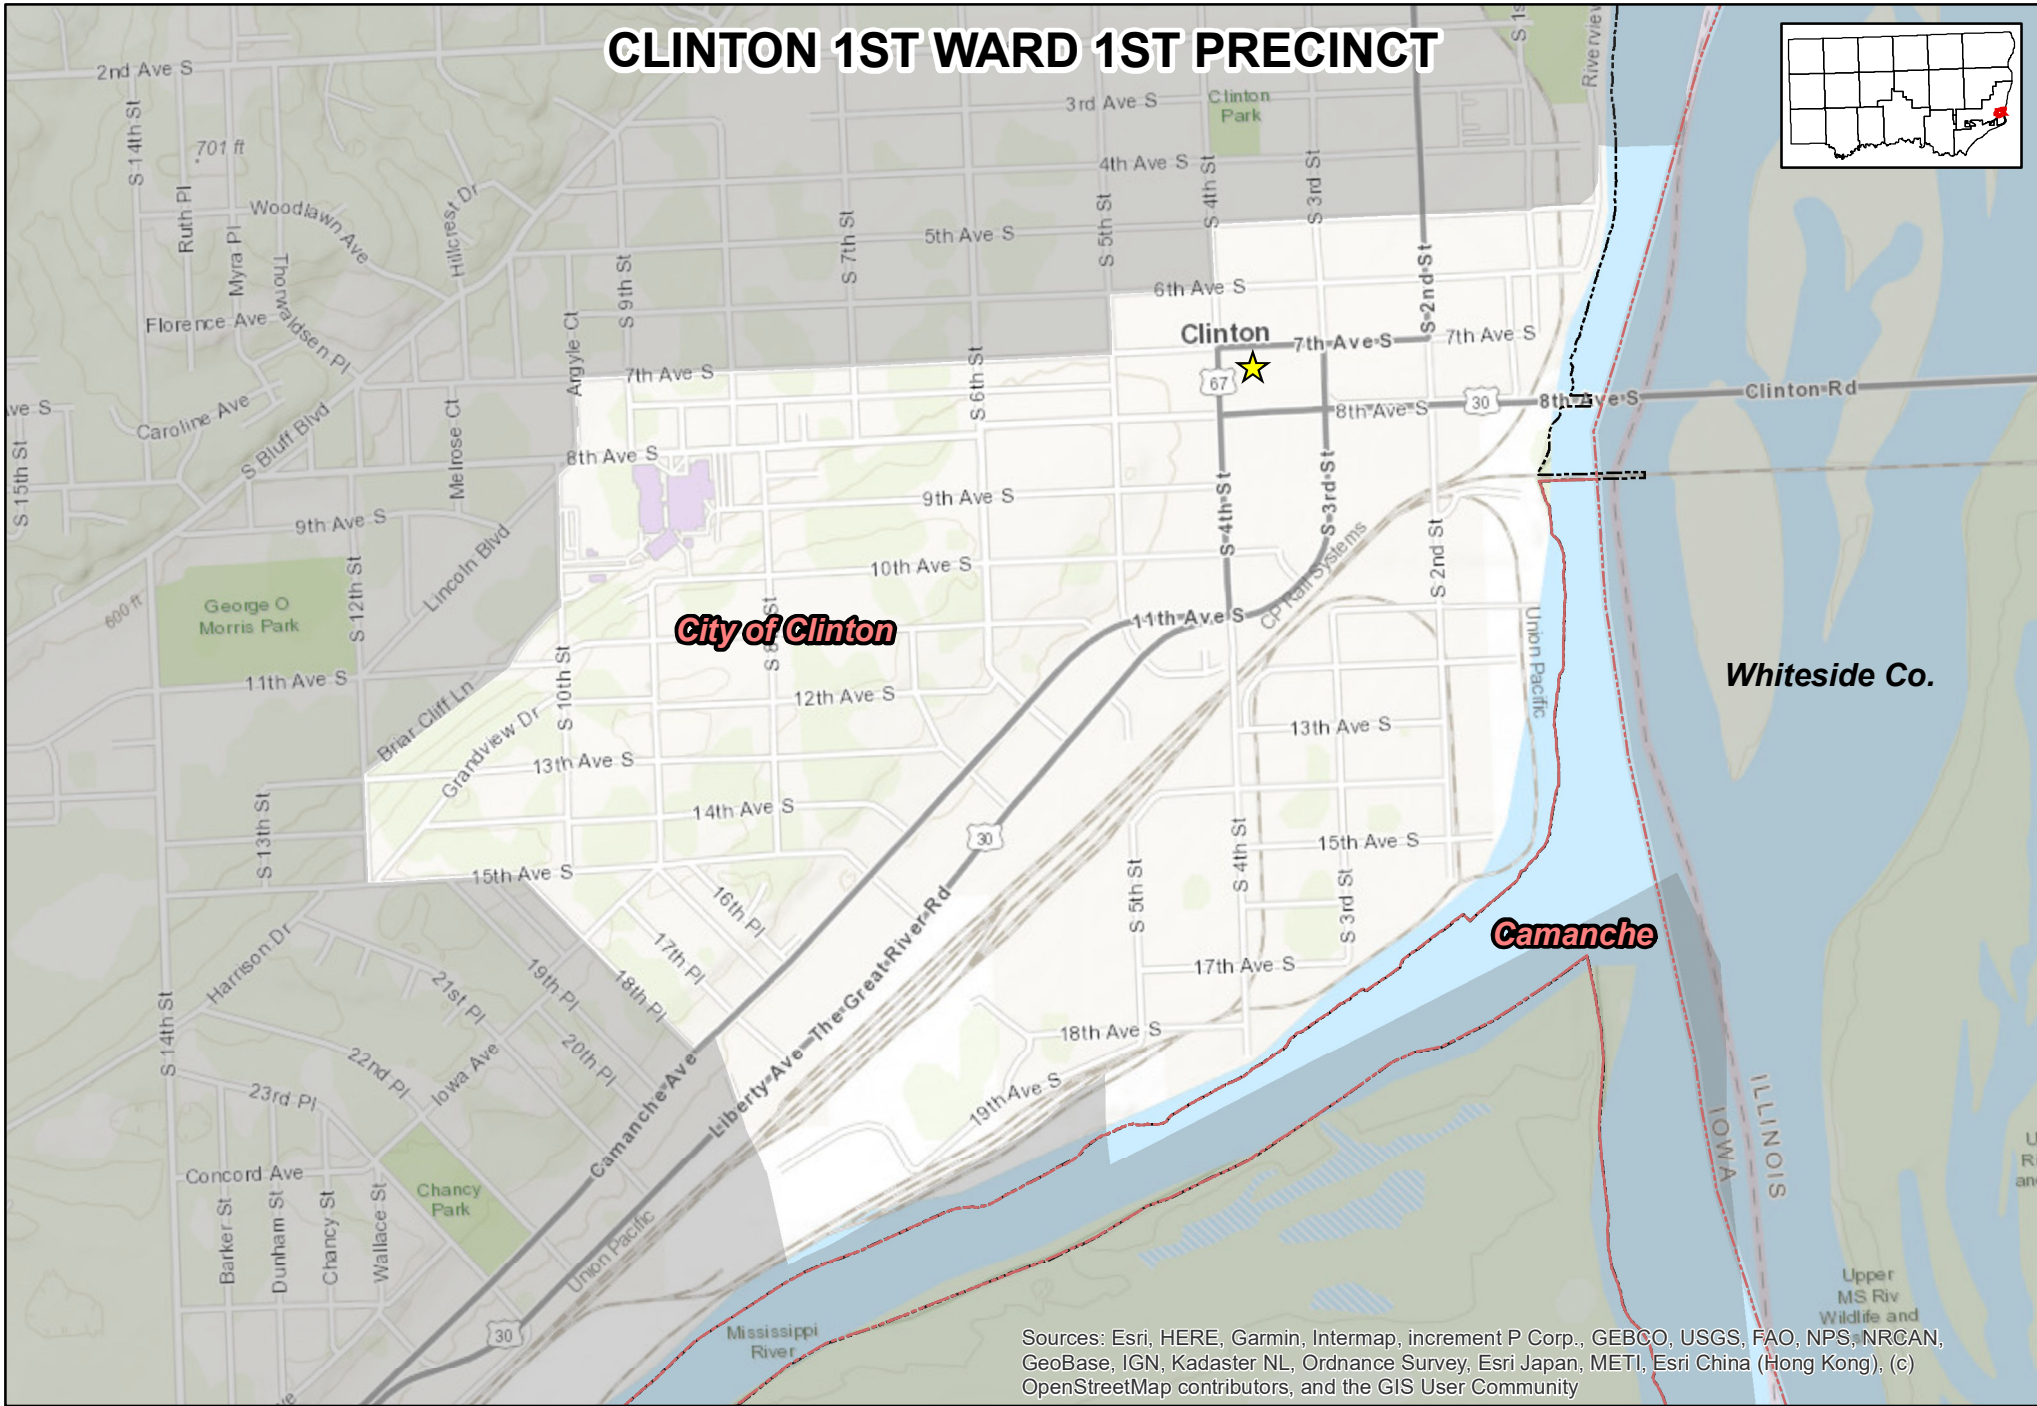 CLINTON 1ST WARD 1ST PRECINCT
2nd Ave S
3rd Ave S
Clinton
Park
Riverview
S 14th St
701 ft
4th Ave S
S 4th St
S 3rd St
Ruth Pl
Myra Pl
Woodlawn Ave
Hillcrest Dr
S 7th St
5th Ave S
S 5th St
Thorwaldsen Pl
S 9th St
6th Ave S
S 2nd St
Florence Ave
Argyle Ct
Clinton
7th Ave S
7th Ave S
7th Ave S
S 6th St
67
Caroline Ave
S Bluff Blvd
Melrose Ct
8th Ave S
30
8th Ave S
Clinton Rd
ve S
S 15th St
8th Ave S
9th Ave S
S 4th St
S 3rd St
9th Ave S
Lincoln Blvd
S 12th St
10th Ave S
CP Rail Systems
S 2nd St
600 ft
George O
Morris Park
City of Clinton
11th Ave S
Union Pacific
Whiteside Co.
11th Ave S
Briar Cliff Ln
Grandview Dr
S 10th St
12th Ave S
13th Ave S
13th Ave S
S 13th St
14th Ave S
30
15th Ave S
15th Ave S
S 4th St
S 5th St
S 3rd St
16th Pl
17th Pl
18th Pl
Harrison Dr
19th Pl
20th Pl
21st Pl
22nd Pl
23rd Pl
Iowa Ave
S 14th St
17th Ave S
Camanche
18th Ave S
19th Ave S
Camanche Ave
Liberty Ave
The Great River Rd
ILLINOIS
IOWA
Concord Ave
Chancy
Park
Barker St
Dunham St
Chancy St
Wallace St
Union Pacific
30
Mississippi
River
Upper
MS Riv
Wildlife and
Sources: Esri, HERE, Garmin, Intermap, increment P Corp., GEBCO, USGS, FAO, NPS, NRCAN,
GeoBase, IGN, Kadaster NL, Ordnance Survey, Esri Japan, METI, Esri China (Hong Kong), (c)
OpenStreetMap contributors, and the GIS User Community